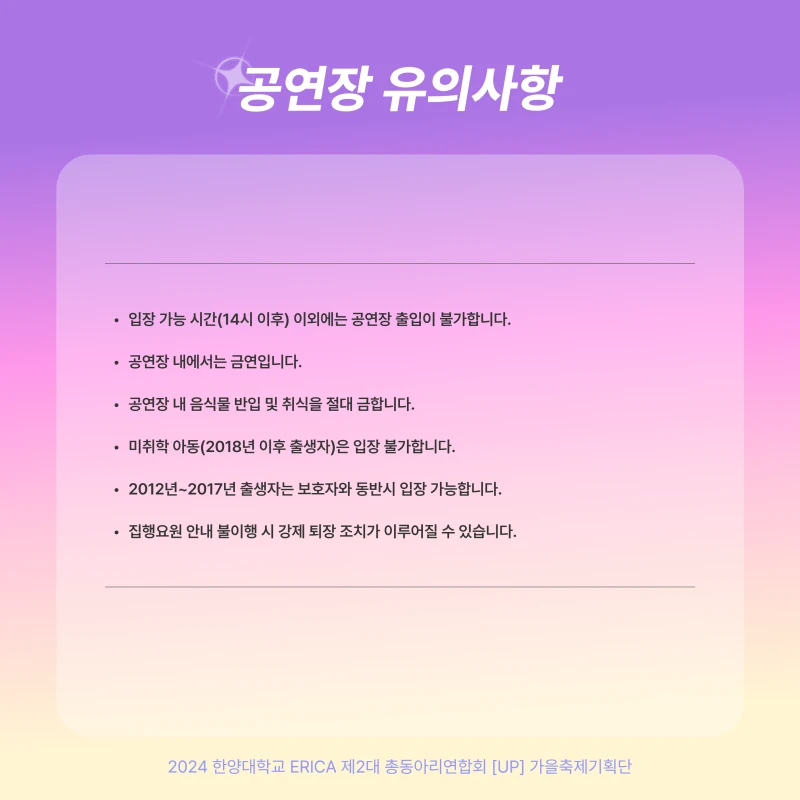 공연장 유의사항
• 입장 가능 시간(14시 이후) 이외에는 공연장 출입이 불가합니다.
• 공연장 내에서는 금연입니다.
• 공연장 내 음식물 반입 및 취식을 절대 금합니다.
• 미취학 아동(2018년 이후 출생자)은 입장 불가합니다.
• 2012년~2017년 출생자는 보호자와 동반시 입장 가능합니다.
• 집행요원 안내 불이행 시 강제 퇴장 조치가 이루어질 수 있습니다.
2024 한양대학교 ERICA 제2대 총동아리연합회 [UP] 가을축제기획단